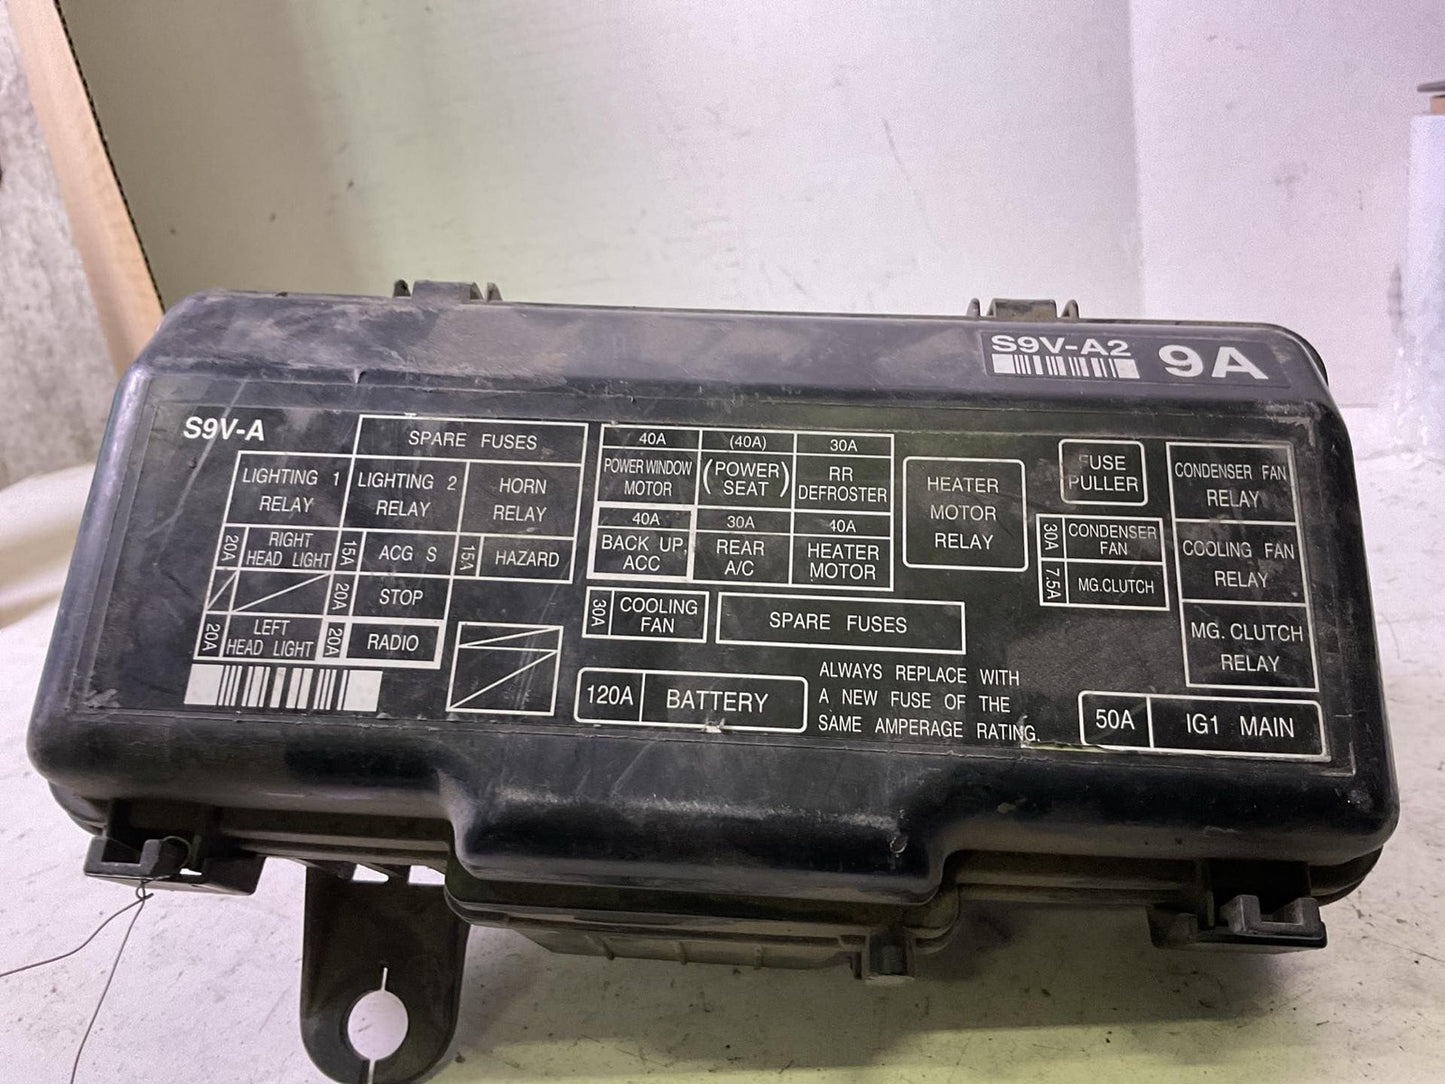 S9V-A2 9A
S9V-A
SPARE FUSES
LIGHTING 1
RELAY
LIGHTING 2
RELAY
HORN
RELAY
20A
RIGHT
HEAD LIGHT
15A
ACG S
15A
HAZARD
20A
STOP
20A
LEFT
HEAD LIGHT
20A
RADIO
40A
POWER WINDOW
MOTOR
(40A)
(POWER
SEAT)
30A
RR
DEFROSTER
40A
BACK UP,
ACC
30A
REAR
A/C
40A
HEATER
MOTOR
30A
COOLING
FAN
SPARE FUSES
120A
BATTERY
ALWAYS REPLACE WITH
A NEW FUSE OF THE
SAME AMPERAGE RATING.
HEATER
MOTOR
RELAY
FUSE
PULLER
30A
CONDENSER
FAN
7.5A
MG.CLUTCH
CONDENSER FAN
RELAY
COOLING FAN
RELAY
MG. CLUTCH
RELAY
50A
IG1 MAIN